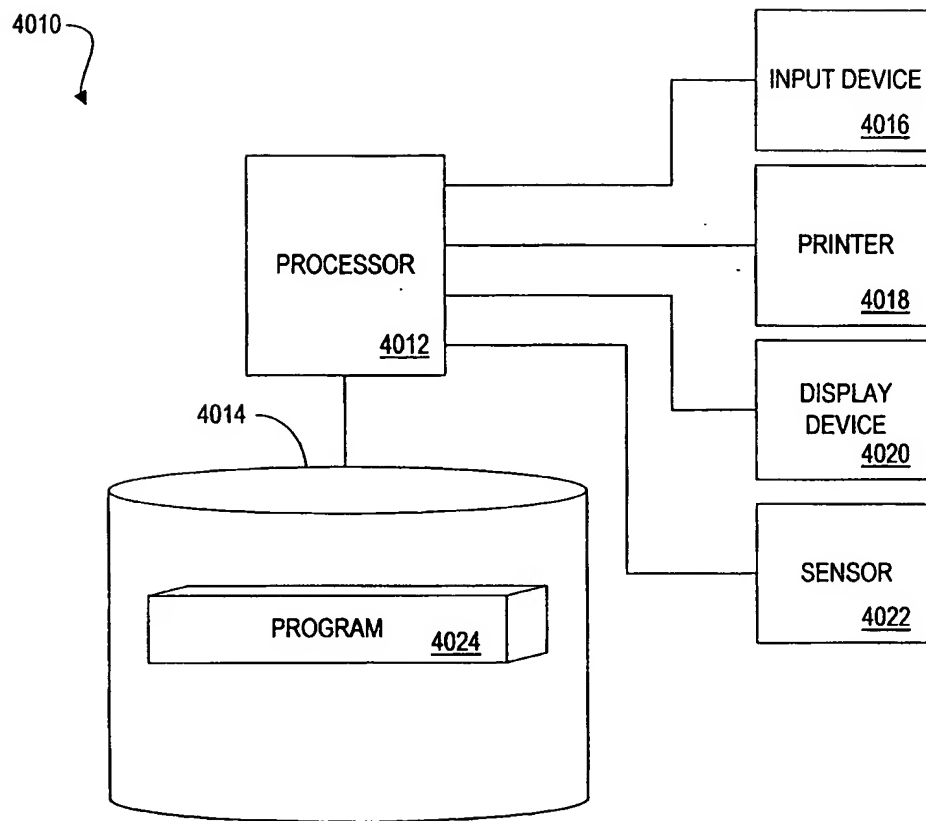 4010
INPUT DEVICE
4016
PROCESSOR
4012
PRINTER
4018
4014
DISPLAY
DEVICE
4020
PROGRAM
4024
SENSOR
4022